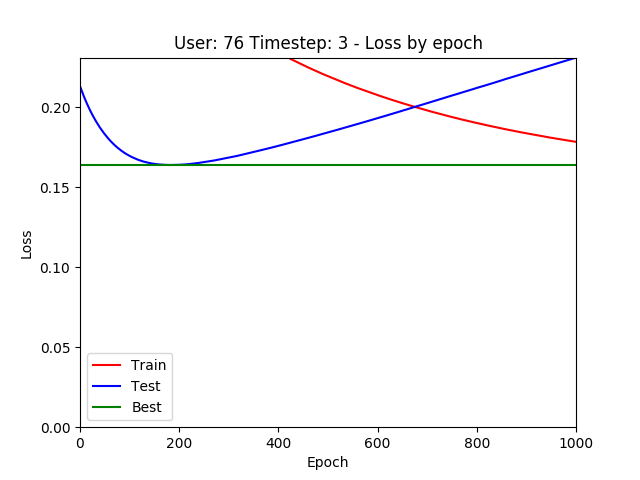 User: 76 Timestep: 3 - Loss by epoch
Loss
0.20
0.15
0.10
0.05
0.00
Train
Test
Best
0 200 400 600 800 1000
Epoch